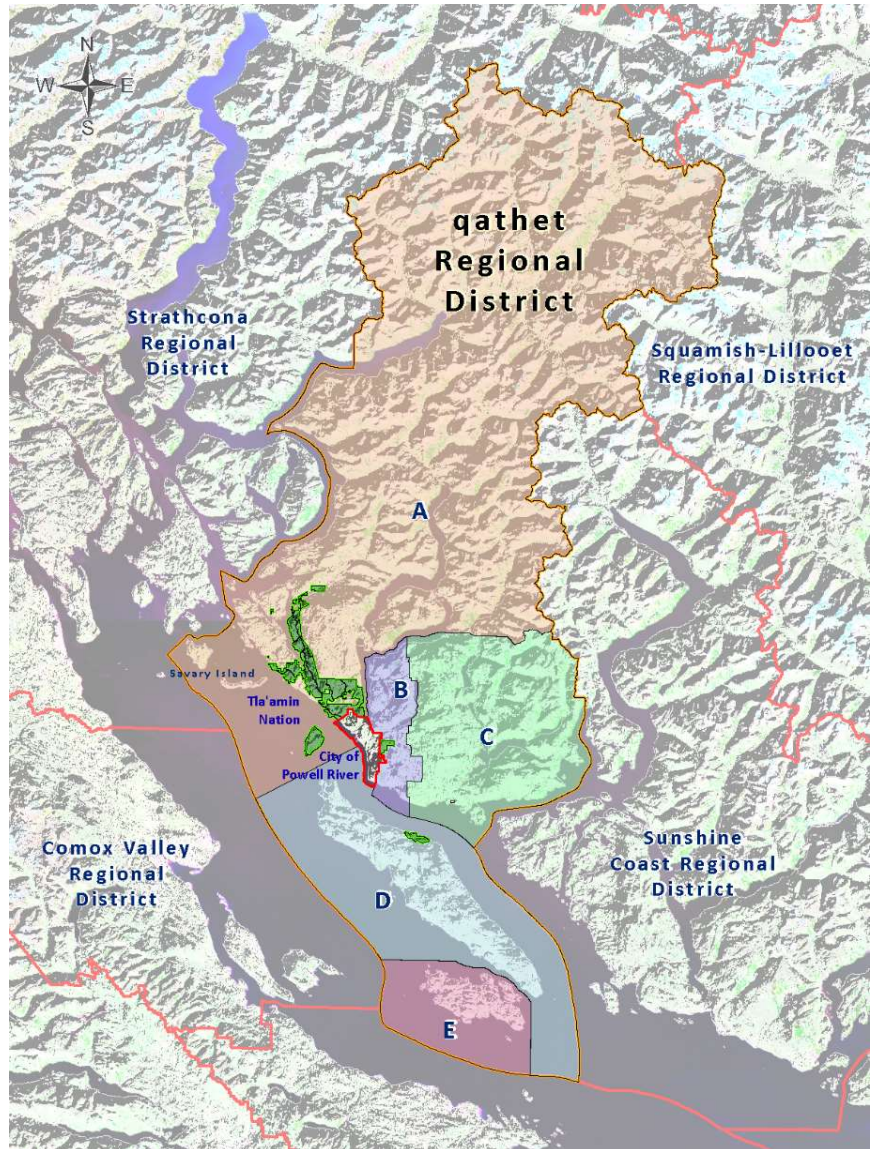 N
W E
S
qathet
Regional
District
Strathcona
Regional
District
Squamish-Lillooet
Regional District
A
Savary Island
Tla'amin
Nation
B
C
City of
Powell River
Comox Valley
Regional
District
Sunshine
Coast Regional
District
D
E